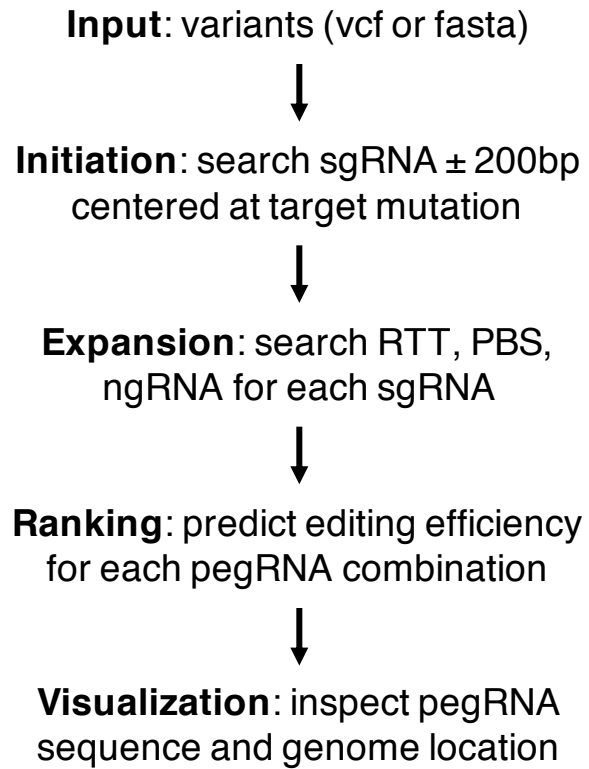 Input: variants (vcf or fasta)
Initiation: search sgRNA ± 200bp
centered at target mutation
Expansion: search RTT, PBS,
ngRNA for each sgRNA
Ranking: predict editing efficiency
for each pegRNA combination
Visualization: inspect pegRNA
sequence and genome location